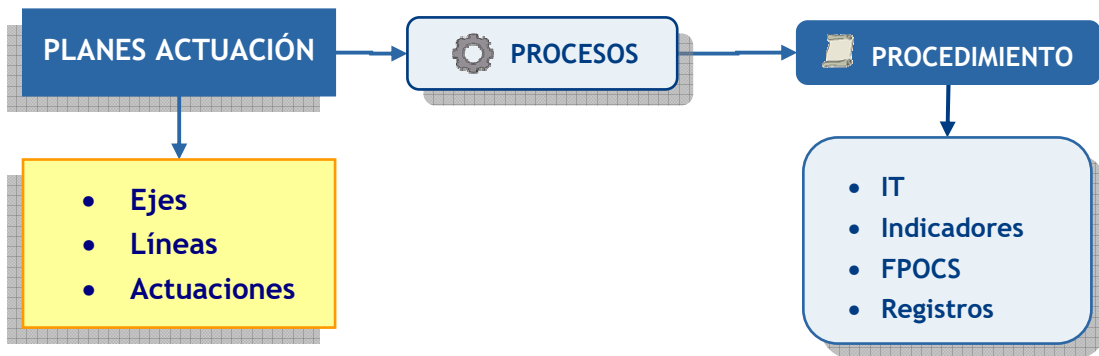 PLANES ACTUACIÓN
PROCESOS
PROCEDIMIENTO
• Ejes
• Líneas
• Actuaciones
• IT
• Indicadores
• FPOCS
• Registros